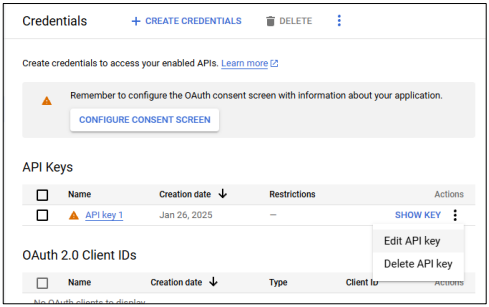 Credentials + CREATE CREDENTIALS DELETE
Create credentials to access your enabled APIs. Learn more
Remember to configure the OAuth consent screen with information about your application.
CONFIGURE CONSENT SCREEN
API Keys
Name Creation date Restrictions Actions
API key 1 Jan 26, 2025 – SHOW KEY
Edit API key
Delete API key
OAuth 2.0 Client IDs
Name Creation date Type Client ID Actions
No OAuth clients to display